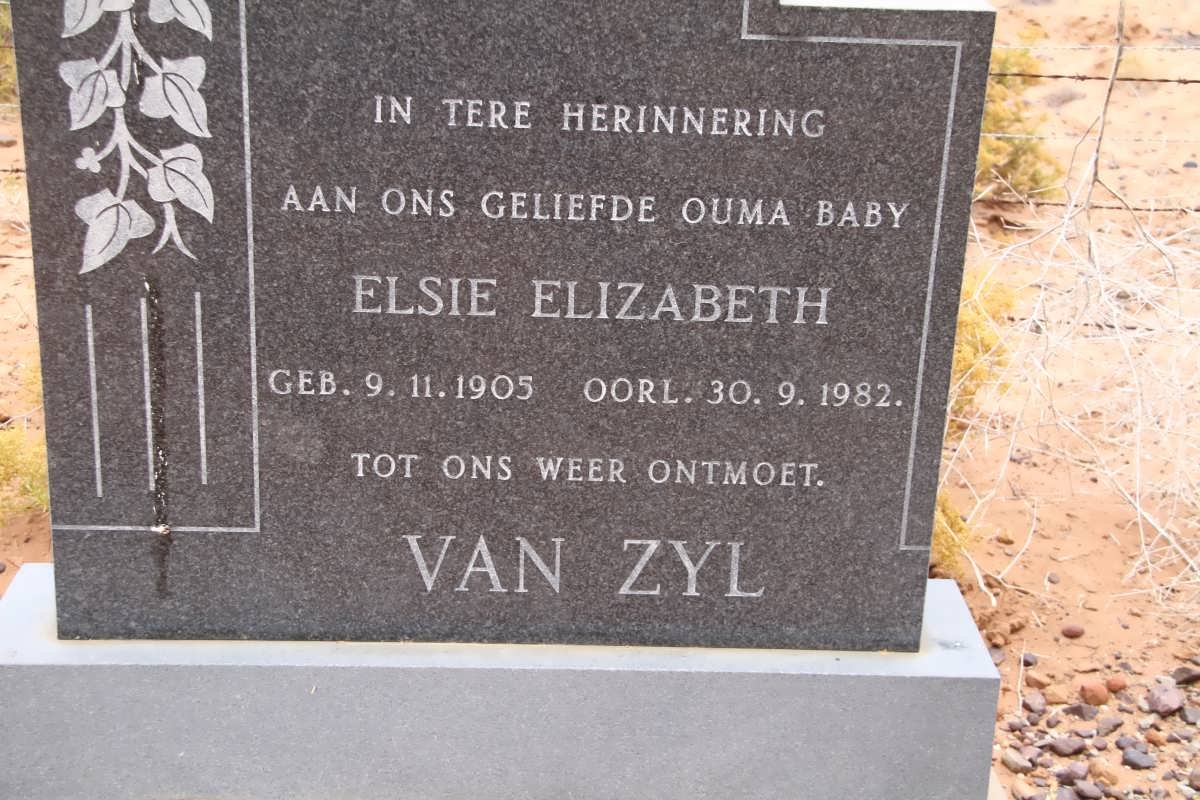 IN TERE HERINNERING
AAN ONS GELIEFDE OUMA BABY
ELSIE ELIZABETH
GEB. 9. 11. 1905 OORL. 30. 9. 1982.
TOT ONS WEER ONTMOET.
VAN ZYL